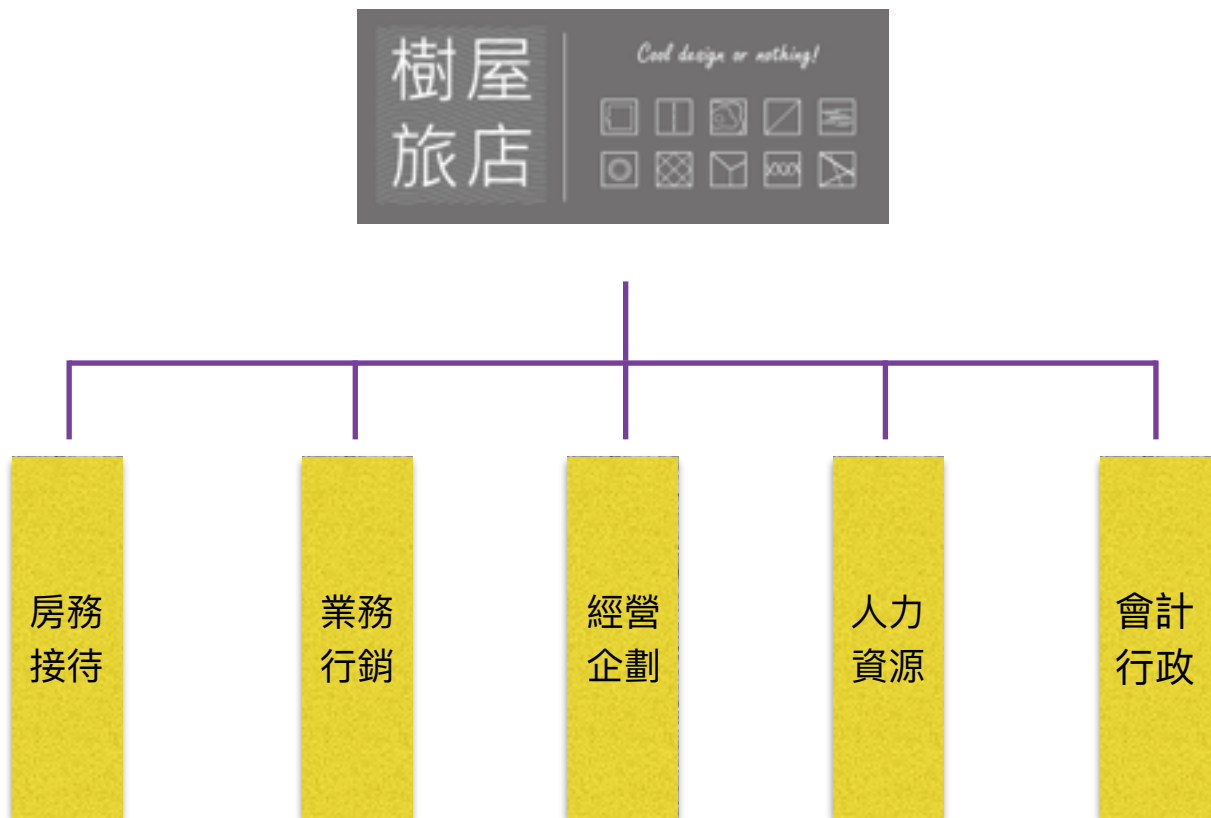 樹屋
旅店
Cool design or nothing!
房務
接待
業務
行銷
經營
企劃
人力
資源
會計
行政